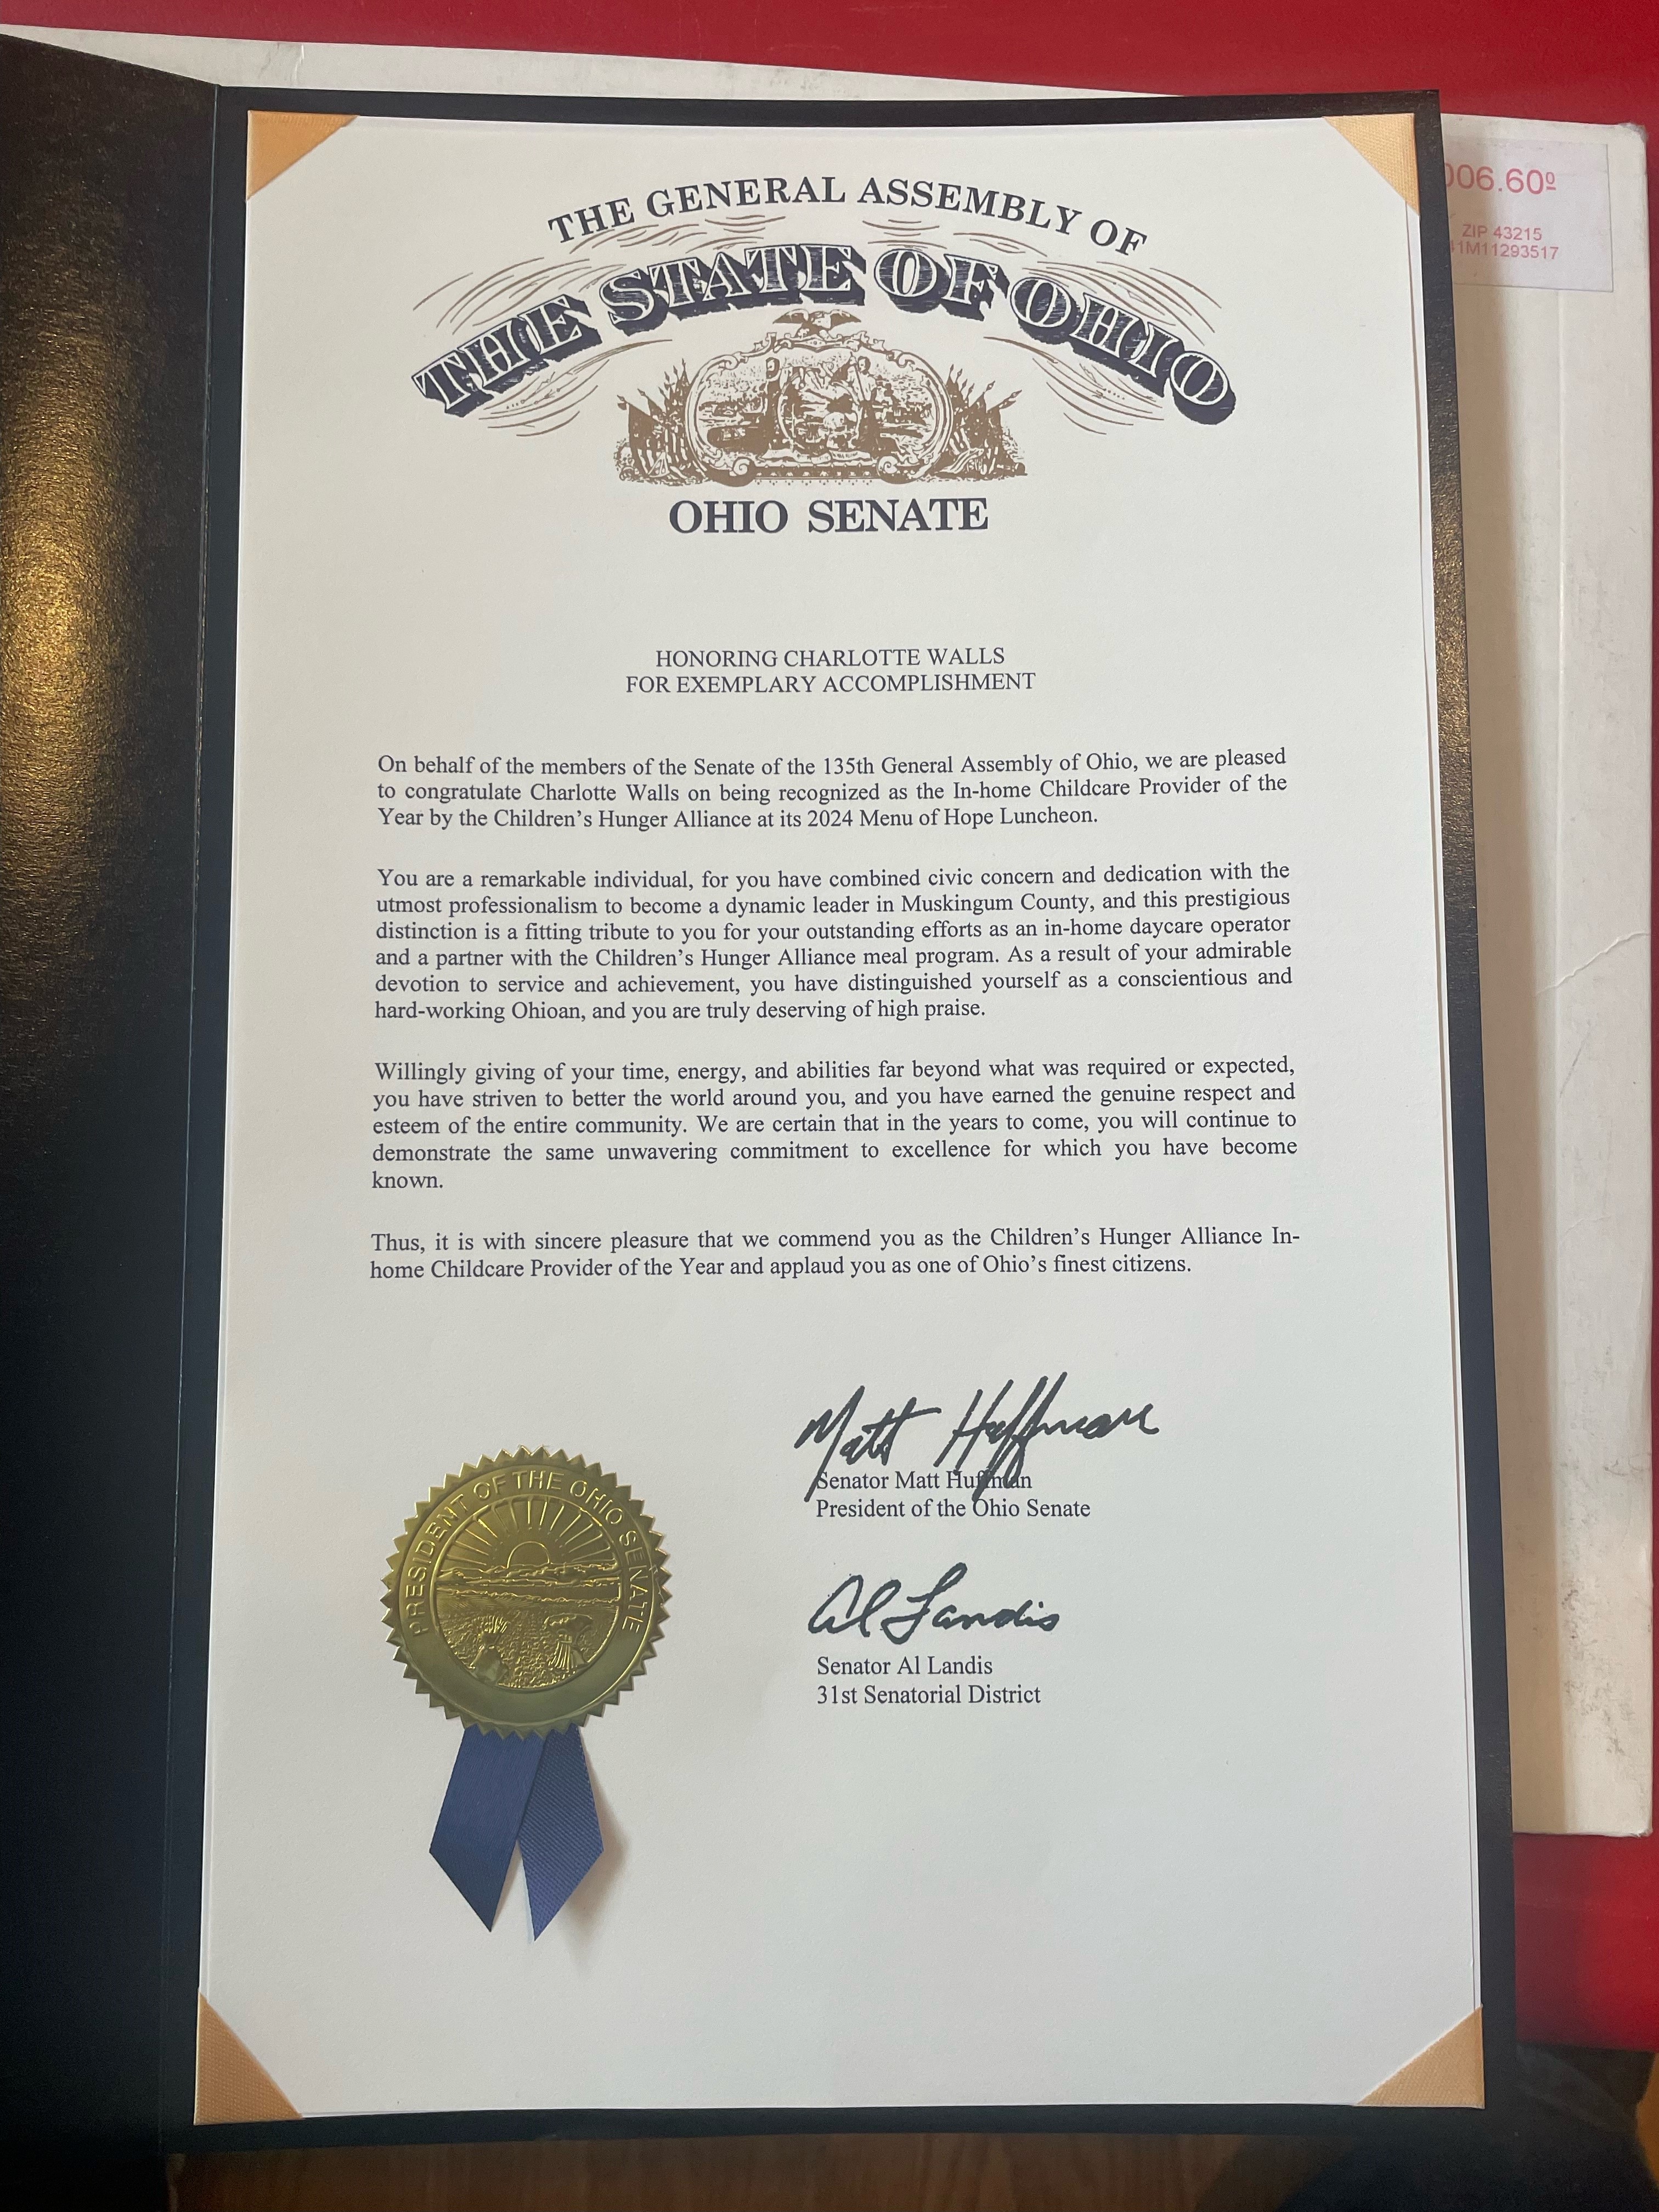 THE GENERAL ASSEMBLY OF
THE STATE OF OHIO
OHIO SENATE
006.60º
ZIP 43215
41M11293517
HONORING CHARLOTTE WALLS
FOR EXEMPLARY ACCOMPLISHMENT
On behalf of the members of the Senate of the 135th General Assembly of Ohio, we are pleased
to congratulate Charlotte Walls on being recognized as the In-home Childcare Provider of the
Year by the Children's Hunger Alliance at its 2024 Menu of Hope Luncheon.
You are a remarkable individual, for you have combined civic concern and dedication with the
utmost professionalism to become a dynamic leader in Muskingum County, and this prestigious
distinction is a fitting tribute to you for your outstanding efforts as an in-home daycare operator
and a partner with the Children's Hunger Alliance meal program. As a result of your admirable
devotion to service and achievement, you have distinguished yourself as a conscientious and
hard-working Ohioan, and you are truly deserving of high praise.
Willingly giving of your time, energy, and abilities far beyond what was required or expected,
you have striven to better the world around you, and you have earned the genuine respect and
esteem of the entire community. We are certain that in the years to come, you will continue to
demonstrate the same unwavering commitment to excellence for which you have become
known.
Thus, it is with sincere pleasure that we commend you as the Children's Hunger Alliance In-
home Childcare Provider of the Year and applaud you as one of Ohio's finest citizens.
Matt Huffman
Senator Matt Huffman
President of the Ohio Senate
PRESIDENT OF THE OHIO SENATE
Al Landis
Senator Al Landis
31st Senatorial District